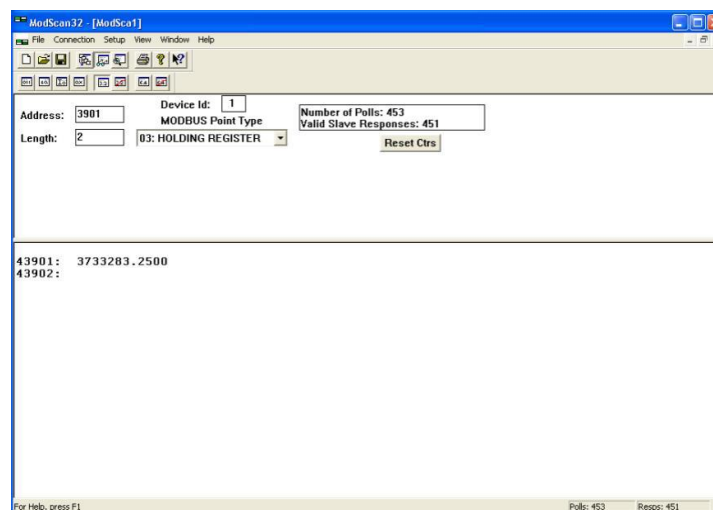 ModScan32 - [ModSca1]
File Connection Setup View Window Help
Address: 3901
Device Id: 1
MODBUS Point Type
Length: 2
03: HOLDING REGISTER
Number of Polls: 453
Valid Slave Responses: 451
Reset Ctrs
43901: 3733283.2500
43902:
For Help, press F1
Polls: 453
Resps: 451